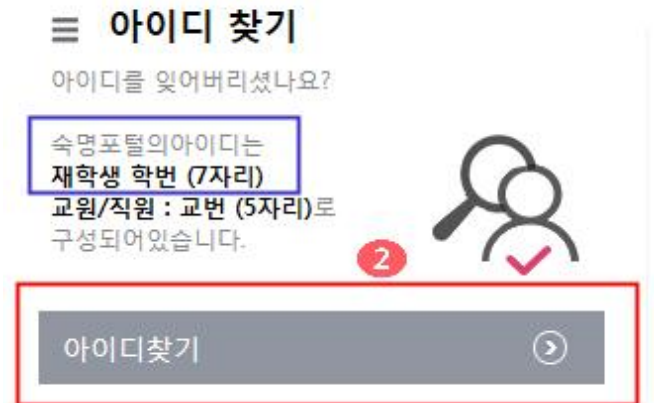 아이디 찾기
아이디를 잊어버리셨나요?
숙명포털의아이디는
재학생 학번 (7자리)
교원/직원 : 교번 (5자리)로
구성되어있습니다.
2
아이디찾기